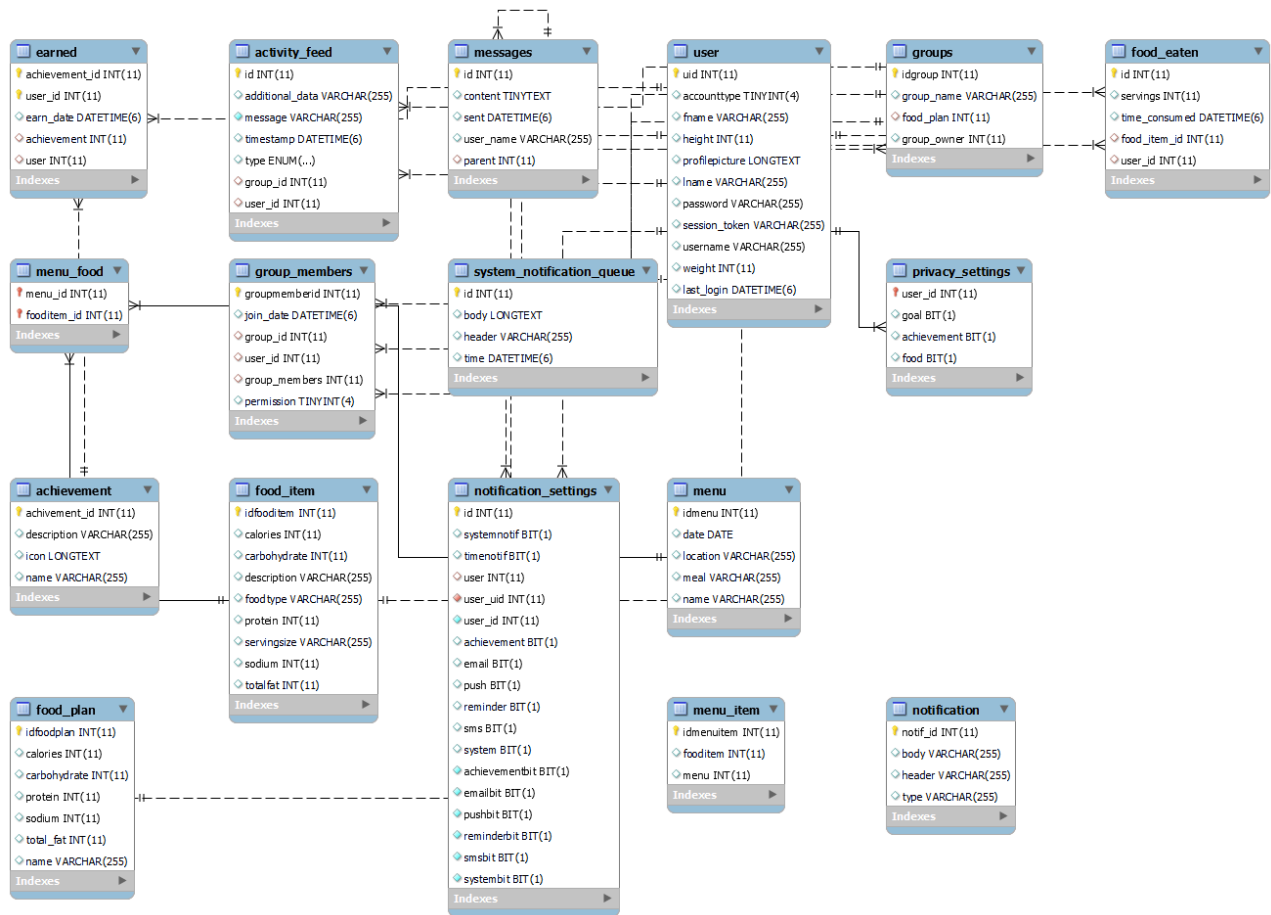 earned
achievement_id INT(11)
user_id INT(11)
earn_date DATETIME(6)
achievement INT(11)
user INT(11)
Indexes
activity_feed
id INT(11)
additional_data VARCHAR(255)
message VARCHAR(255)
timestamp DATETIME(6)
type ENUM(...)
group_id INT(11)
user_id INT(11)
Indexes
messages
id INT(11)
content TINYTEXT
sent DATETIME(6)
user_name VARCHAR(255)
parent INT(11)
Indexes
user
uid INT(11)
accounttype TINYINT(4)
fname VARCHAR(255)
height INT(11)
profilepicture LONGTEXT
lname VARCHAR(255)
password VARCHAR(255)
session_token VARCHAR(255)
username VARCHAR(255)
weight INT(11)
last_login DATETIME(6)
Indexes
groups
idgroup INT(11)
group_name VARCHAR(255)
food_plan INT(11)
group_owner INT(11)
Indexes
food_eaten
id INT(11)
servings INT(11)
time_consumed DATETIME(6)
food_item_id INT(11)
user_id INT(11)
Indexes
menu_food
menu_id INT(11)
fooditem_id INT(11)
Indexes
group_members
groupmemberid INT(11)
join_date DATETIME(6)
group_id INT(11)
user_id INT(11)
group_members INT(11)
permission TINYINT(4)
Indexes
system_notification_queue
id INT(11)
body LONGTEXT
header VARCHAR(255)
time DATETIME(6)
Indexes
privacy_settings
user_id INT(11)
goal BIT(1)
achievement BIT(1)
food BIT(1)
Indexes
achievement
achivement_id INT(11)
description VARCHAR(255)
icon LONGTEXT
name VARCHAR(255)
Indexes
food_item
idfooditem INT(11)
calories INT(11)
carbohydrate INT(11)
description VARCHAR(255)
foodtype VARCHAR(255)
protein INT(11)
servingsize VARCHAR(255)
sodium INT(11)
totalfat INT(11)
Indexes
notification_settings
id INT(11)
systemnotif BIT(1)
timenotif BIT(1)
user INT(11)
user_uid INT(11)
user_id INT(11)
achievement BIT(1)
email BIT(1)
push BIT(1)
reminder BIT(1)
sms BIT(1)
system BIT(1)
achievementbit BIT(1)
emailbit BIT(1)
pushbit BIT(1)
reminderbit BIT(1)
smsbit BIT(1)
systembit BIT(1)
Indexes
menu
idmenu INT(11)
date DATE
location VARCHAR(255)
meal VARCHAR(255)
name VARCHAR(255)
Indexes
food_plan
idfoodplan INT(11)
calories INT(11)
carbohydrate INT(11)
protein INT(11)
sodium INT(11)
total_fat INT(11)
name VARCHAR(255)
Indexes
menu_item
idmenuitem INT(11)
fooditem INT(11)
menu INT(11)
Indexes
notification
notif_id INT(11)
body VARCHAR(255)
header VARCHAR(255)
type VARCHAR(255)
Indexes